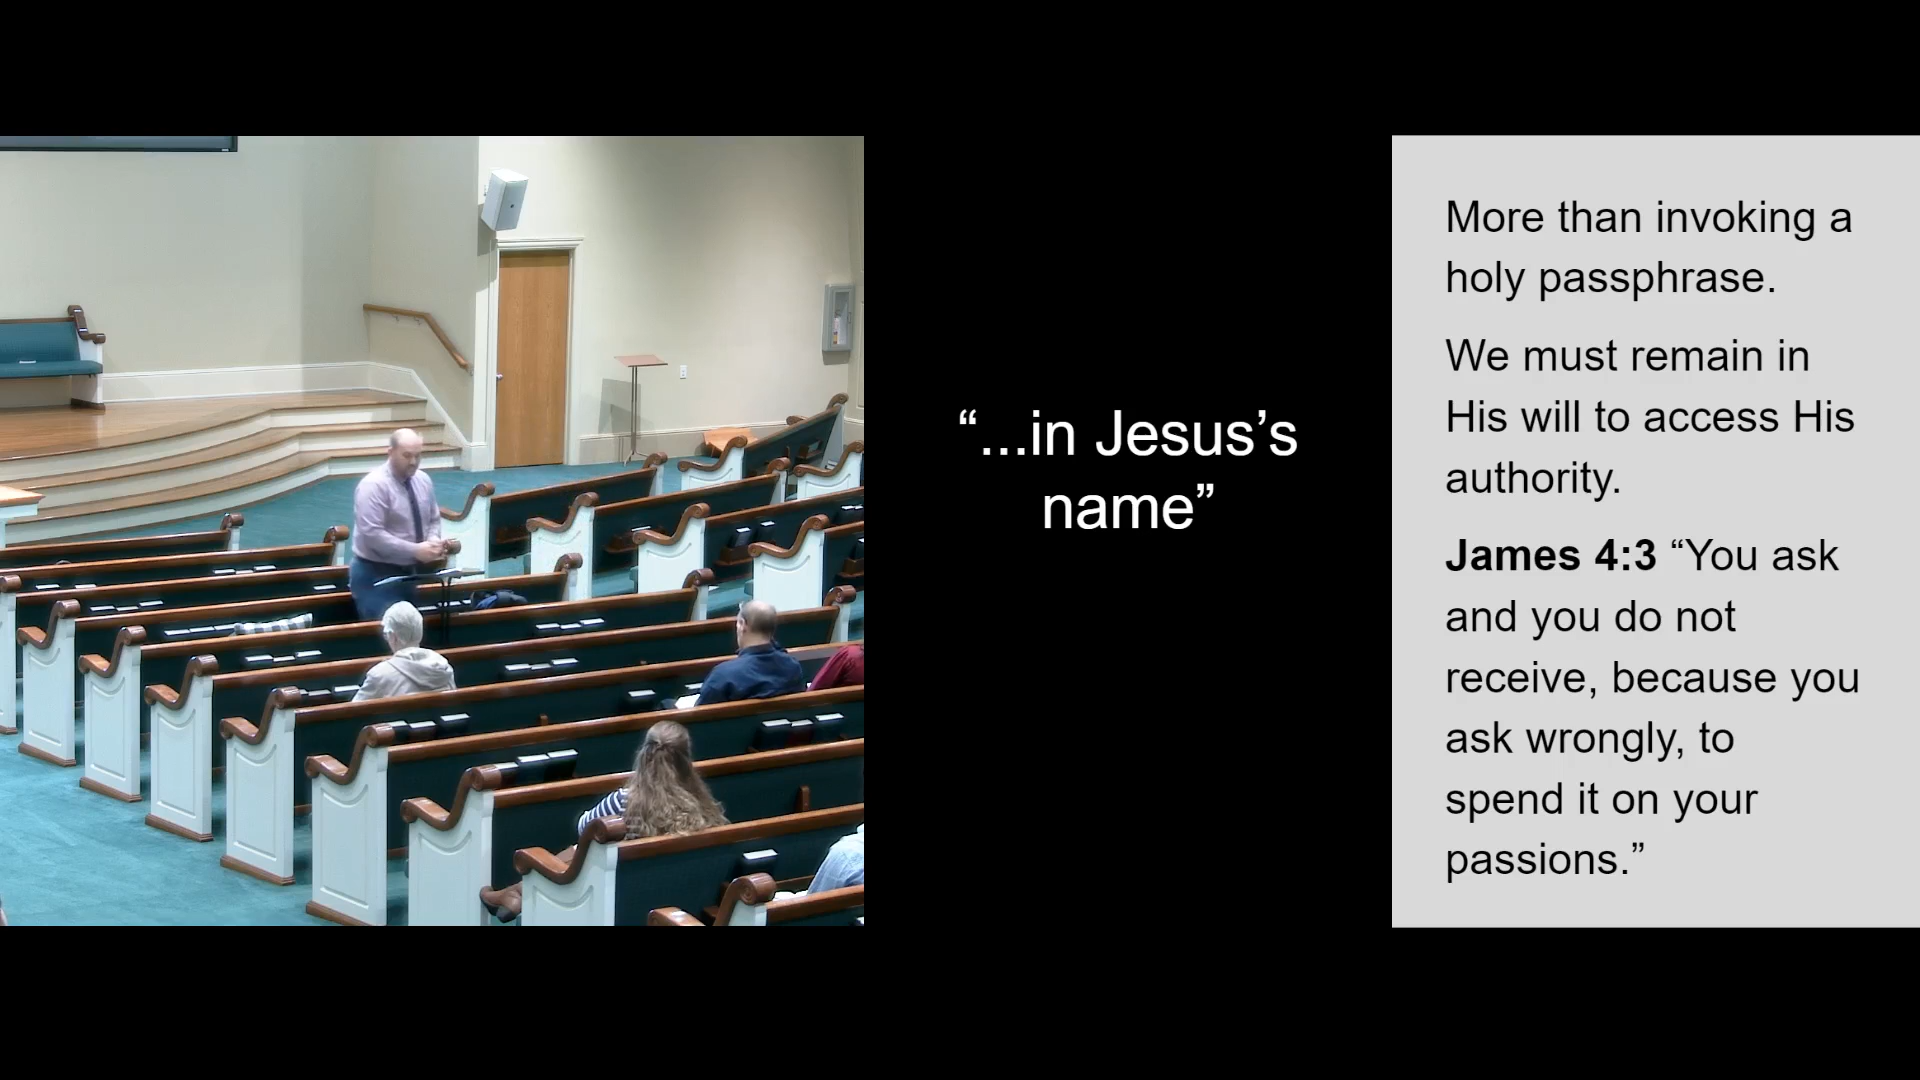 “...in Jesus’s
name”
More than invoking a
holy passphrase.
We must remain in
His will to access His
authority.
James 4:3 “You ask
and you do not
receive, because you
ask wrongly, to
spend it on your
passions.”